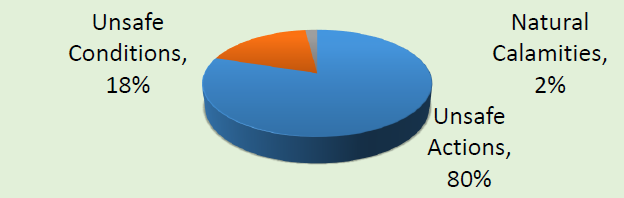 Unsafe
Conditions,
18%
Natural
Calamities,
2%
Unsafe
Actions,
80%